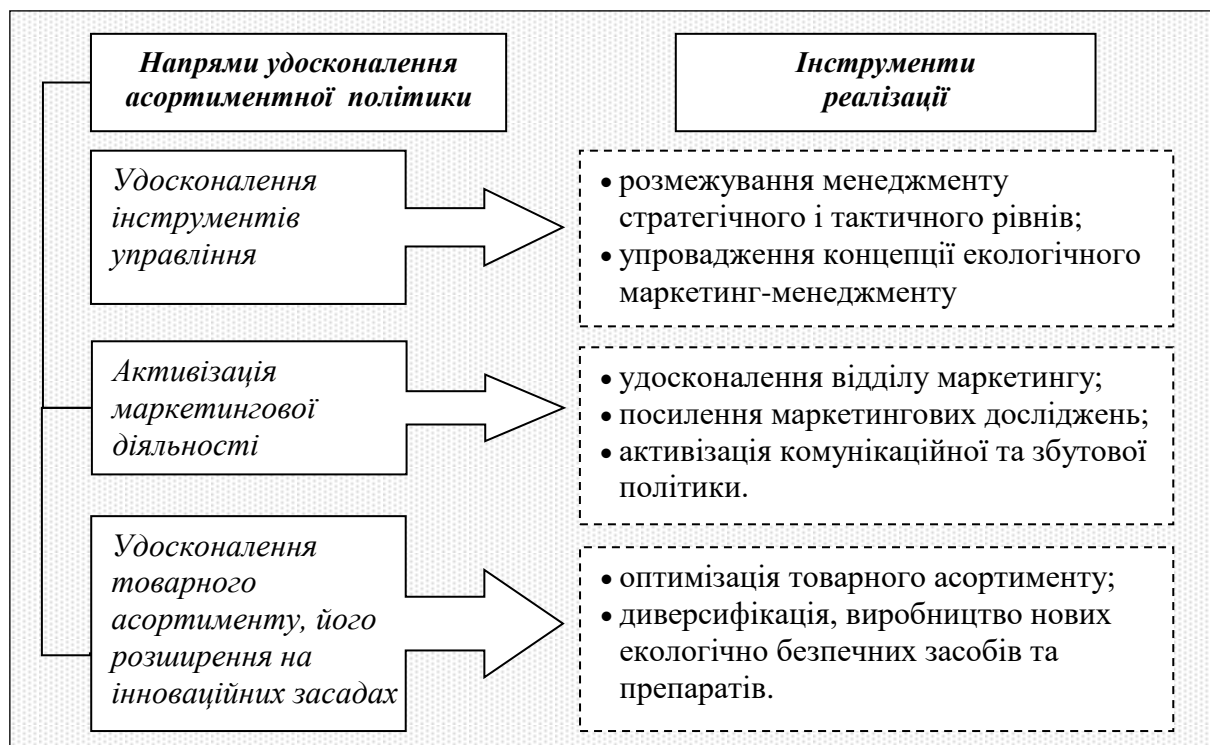 Напрями удосконалення
асортиментної політики
Інструменти
реалізації
Удосконалення
інструментів
управління
• розмежування менеджменту
стратегічного і тактичного рівнів;
• упровадження концепції екологічного
маркетинг-менеджменту
Активізація
маркетингової
діяльності
• удосконалення відділу маркетингу;
• посилення маркетингових досліджень;
• активізація комунікаційної та збутової
політики.
Удосконалення
товарного
асортименту, його
розширення на
інноваційних засадах
• оптимізація товарного асортименту;
• диверсифікація, виробництво нових
екологічно безпечних засобів та
препаратів.